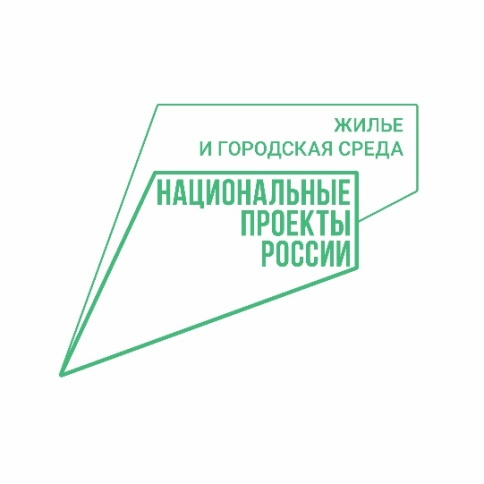 ЖИЛЬЕ
И ГОРОДСКАЯ СРЕДА
НАЦИОНАЛЬНЫЕ
ПРОЕКТЫ
РОССИИ